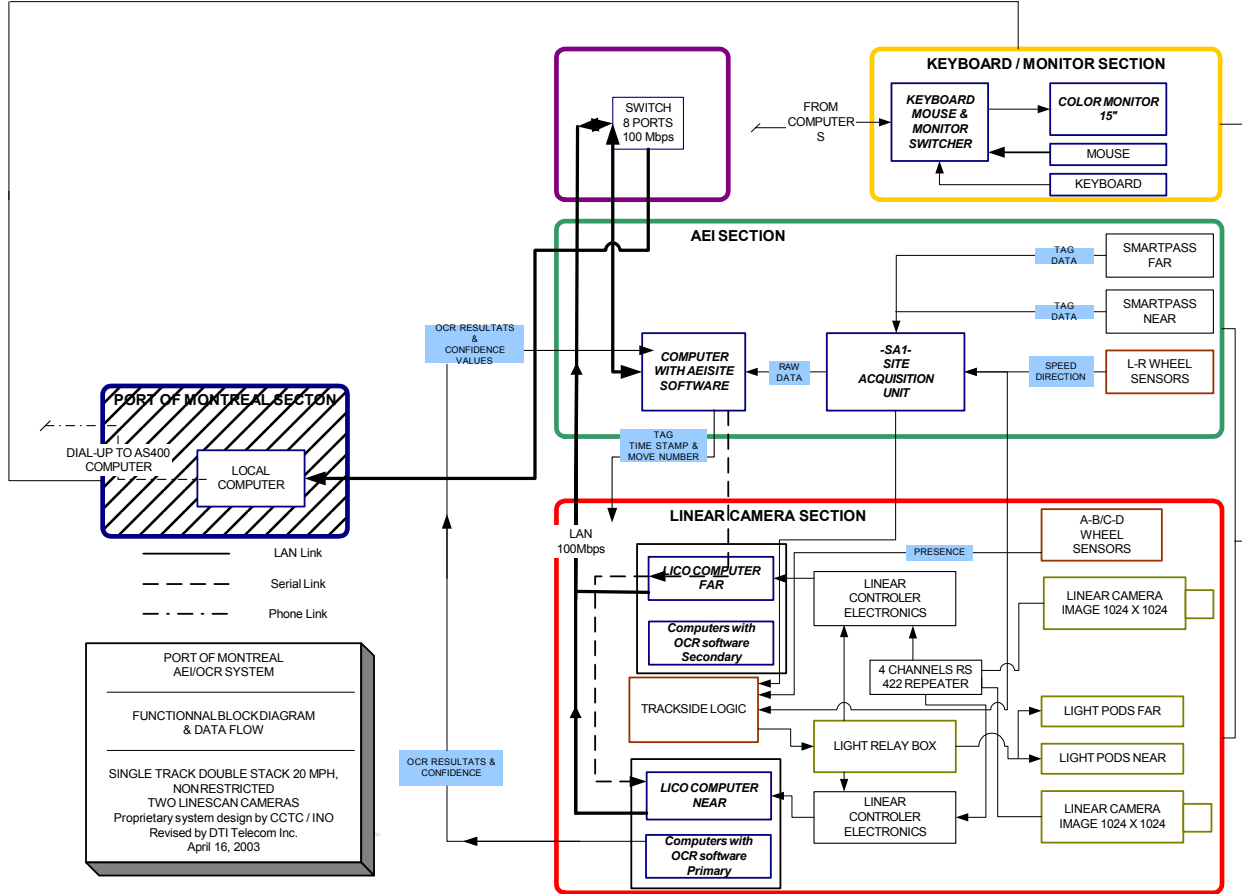 KEYBOARD / MONITOR SECTION
SWITCH
8 PORTS
100 Mbps
FROM
COMPUTER
S
KEYBOARD
MOUSE &
MONITOR
SWITCHER
COLOR MONITOR
15"
MOUSE
KEYBOARD
AEI SECTION
TAG
DATA
SMARTPASS
FAR
TAG
DATA
SMARTPASS
NEAR
OCR RESULTATS
&
CONFIDENCE
VALUES
COMPUTER
WITH AEISITE
SOFTWARE
RAW
DATA
-SA1-
SITE
ACQUISITION
UNIT
SPEED
DIRECTION
L-R WHEEL
SENSORS
PORT OF MONTREAL SECTON
DIAL-UP TO AS400
COMPUTER
LOCAL
COMPUTER
TAG
TIME STAMP &
MOVE NUMBER
LINEAR CAMERA SECTION
LAN
100Mbps
A-B/C-D
WHEEL
SENSORS
PRESENCE
LAN Link
Serial Link
Phone Link
LICO COMPUTER
FAR
LINEAR
CONTROLER
ELECTRONICS
LINEAR CAMERA
IMAGE 1024 X 1024
Computers with
OCR software
Secondary
4 CHANNELS RS
422 REPEATER
TRACKSIDE LOGIC
LIGHT RELAY BOX
LIGHT PODS FAR
LIGHT PODS NEAR
OCR RESULTATS &
CONFIDENCE
LICO COMPUTER
NEAR
LINEAR
CONTROLER
ELECTRONICS
LINEAR CAMERA
IMAGE 1024 X 1024
Computers with
OCR software
Primary
PORT OF MONTREAL
AEI/OCR SYSTEM
FUNCTIONNAL BLOCK DIAGRAM
& DATA FLOW
SINGLE TRACK DOUBLE STACK 20 MPH,
NON RESTRICTED
TWO LINESCAN CAMERAS
Proprietary system design by CCTC / INO
Revised by DTI Telecom Inc.
April 16, 2003